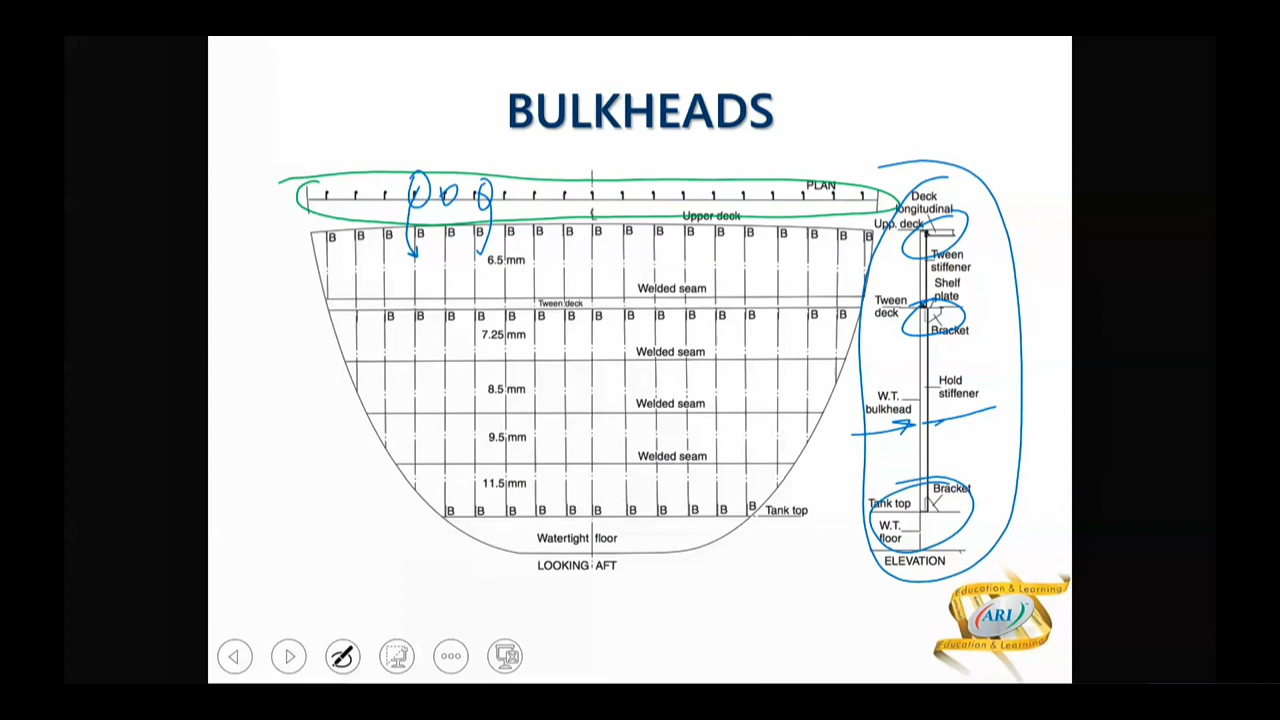 BULKHEADS
PLAN
Upper deck
B B B B B B B B B B B B B B B B B B B
6.5 mm
Welded seam
Tween deck
B B B B B B B B B B B B B B B
7.25 mm
Welded seam
8.5 mm
Welded seam
9.5 mm
Welded seam
11.5 mm
B B B B B B B B B B B
Tank top
Watertight floor
LOOKING AFT
Deck
longitudinal
Upp. deck
Tween
stiffener
Shelf
plate
Tween
deck
Bracket
Hold
stiffener
W.T.
bulkhead
Bracket
Tank top
W.T.
floor
ELEVATION
Education & Learning
ARI
Education & Learning